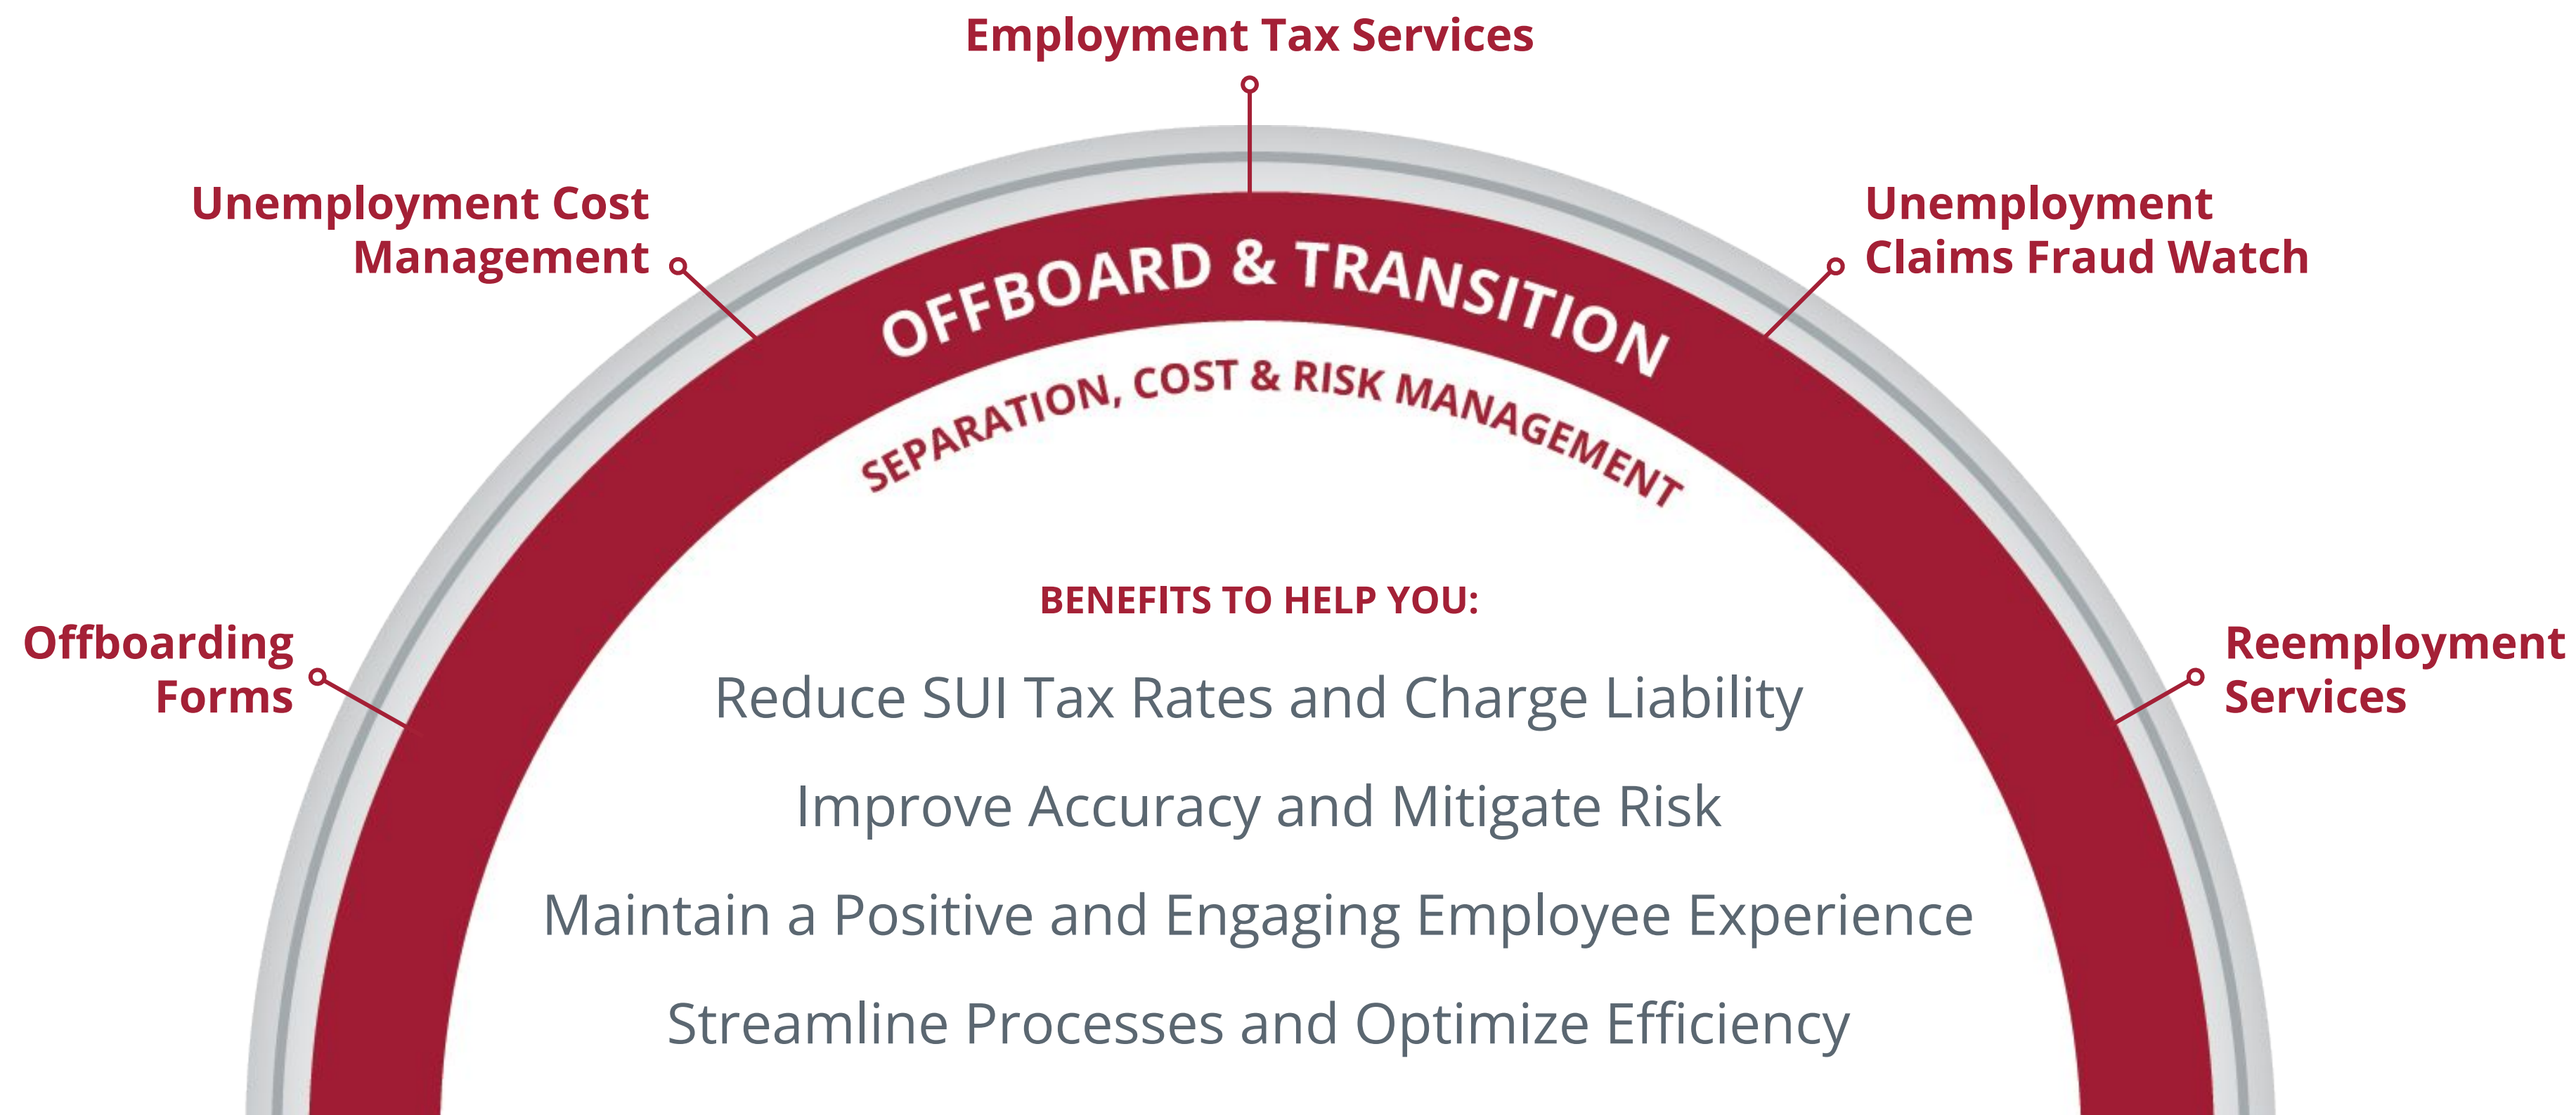 Employment Tax Services
Unemployment Cost
Management
Unemployment
Claims Fraud Watch
OFFBOARD & TRANSITION
SEPARATION, COST & RISK MANAGEMENT
Offboarding
Forms
Reemployment
Services
BENEFITS TO HELP YOU:
Reduce SUI Tax Rates and Charge Liability
Improve Accuracy and Mitigate Risk
Maintain a Positive and Engaging Employee Experience
Streamline Processes and Optimize Efficiency